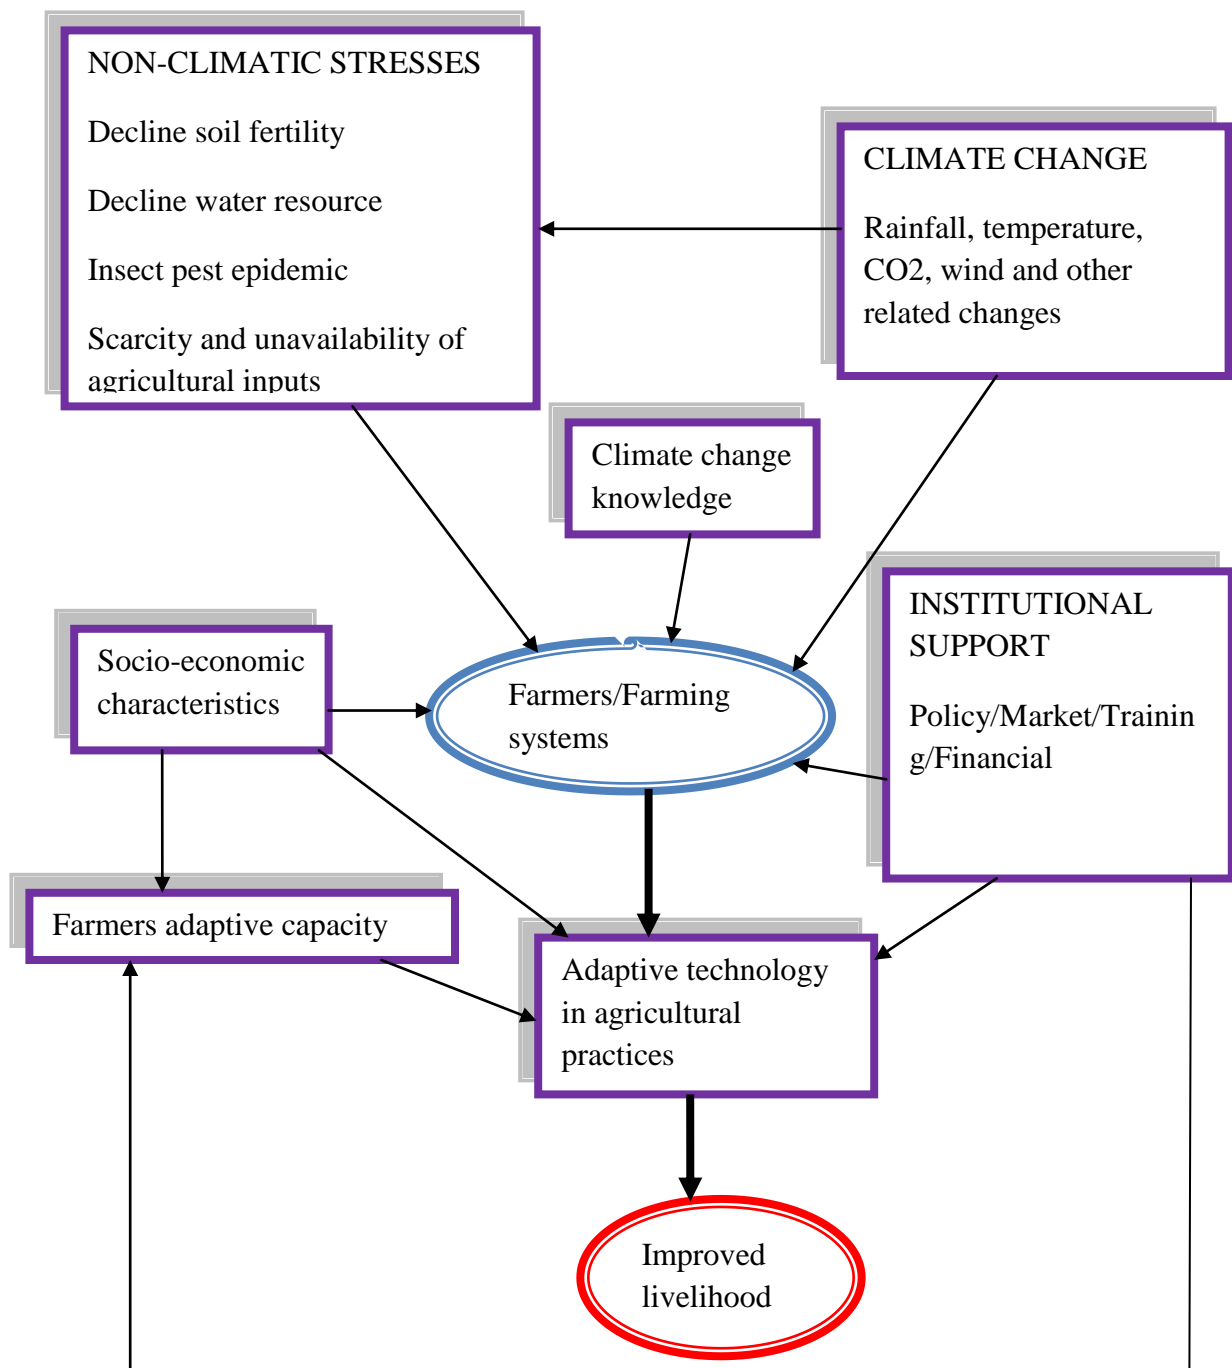 NON-CLIMATIC STRESSES
Decline soil fertility
Decline water resource
Insect pest epidemic
Scarcity and unavailability of
agricultural inputs
CLIMATE CHANGE
Rainfall, temperature,
CO2, wind and other
related changes
Climate change
knowledge
INSTITUTIONAL
SUPPORT
Policy/Market/Trainin
g/Financial
Socio-economic
characteristics
Farmers/Farming
systems
Farmers adaptive capacity
Adaptive technology
in agricultural
practices
Improved
livelihood